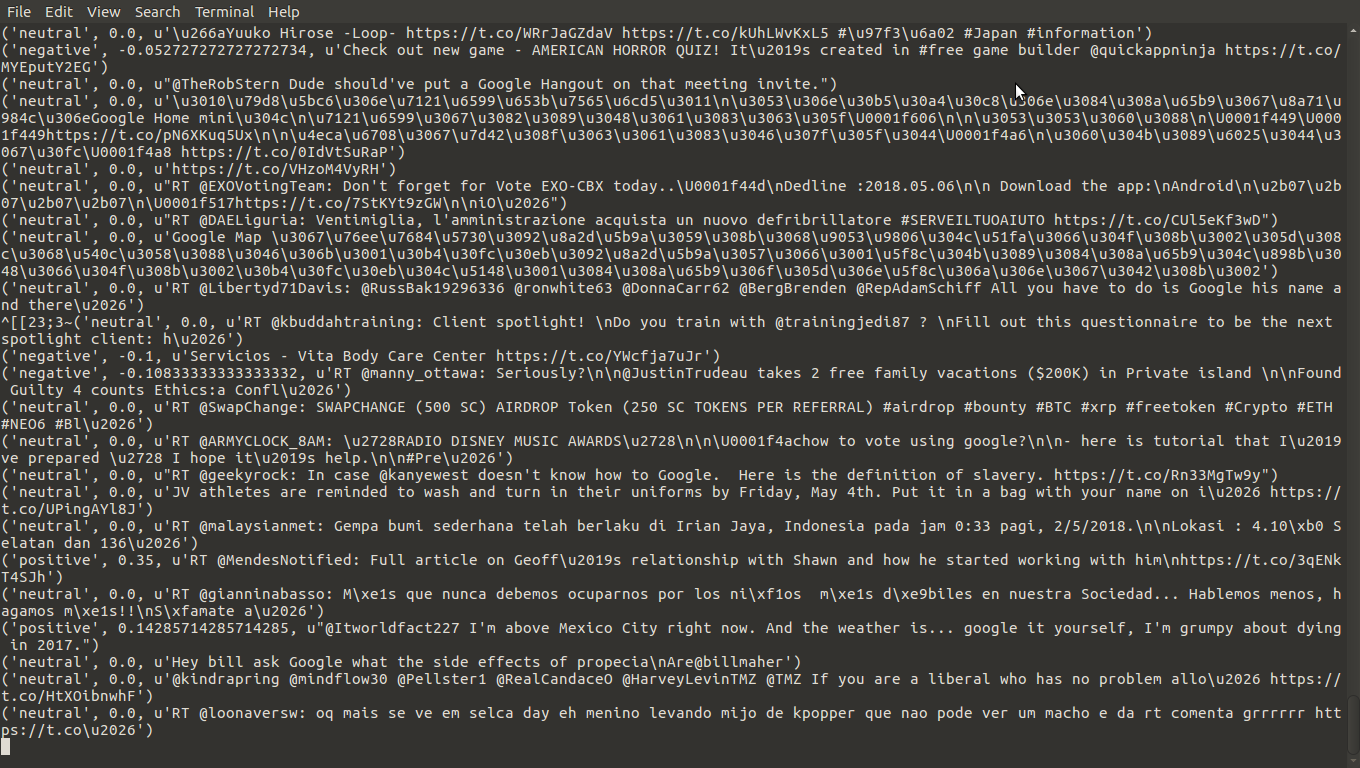 File Edit View Search Terminal Help
('neutral', 0.0, u'\u266aYuuko Hirose -Loop- https://t.co/WRrJaGZdaV https://t.co/kUhLWvKxL5 #\u97f3\u6a02 #Japan #information')
('negative', -0.052727272727272734, u'Check out new game - AMERICAN HORROR QUIZ! It\u2019s created in #free game builder @quickappninja https://t.co/
MYEputY2EG')
('neutral', 0.0, u"@TheRobStern Dude should've put a Google Hangout on that meeting invite.")
('neutral', 0.0, u'\u3010\u79d8\u5bc6\u306e\u7121\u6599\u653b\u7565\u6cd5\u3011\n\u3053\u306e\u30b5\u30a4\u30c8\u306e\u3084\u308a\u65b9\u3067\u8a71\u
984c\u306eGoogle Home mini\u304c\n\u7121\u6599\u3067\u3082\u3089\u3048\u3061\u3083\u3063\u305f\U0001f606\n\n\u3053\u3053\u3060\u3088\n\U0001f449\U000
1f449https://t.co/pN6XKuq5Ux\n\n\u4eca\u6708\u3067\u7d42\u308f\u3063\u3061\u3083\u3046\u307f\u305f\u3044\U0001f4a6\n\u3060\u304b\u3089\u6025\u3044\u3
067\u30fc\U0001f4a8 https://t.co/0IdVtSuRaP')
('neutral', 0.0, u'https://t.co/VHzoM4VyRH')
('neutral', 0.0, u"RT @EXOVotingTeam: Don't forget for Vote EXO-CBX today..\U0001f44d\nDedline :2018.05.06\n\n Download the app:\nAndroid\n\u2b07\u2b
07\u2b07\u2b07\n\U0001f517https://t.co/7StKYt9zGW\n\niO\u2026")
('neutral', 0.0, u"RT @DAELiguria: Ventimiglia, l'amministrazione acquista un nuovo defribrillatore #SERVEILTUOAIUTO https://t.co/CUl5eKf3wD")
('neutral', 0.0, u'Google Map \u3067\u76ee\u7684\u5730\u3092\u8a2d\u5b9a\u3059\u308b\u3068\u9053\u9806\u304c\u51fa\u3066\u304f\u308b\u3002\u305d\u308
c\u3068\u540c\u3058\u3088\u3046\u306b\u3001\u30b4\u30fc\u30eb\u3092\u8a2d\u5b9a\u3057\u3066\u3001\u5f8c\u304b\u3089\u3084\u308a\u65b9\u304c\u898b\u30
48\u3066\u304f\u308b\u3002\u30b4\u30fc\u30eb\u304c\u5148\u3001\u3084\u308a\u65b9\u306f\u305d\u306e\u5f8c\u306a\u306e\u3067\u3042\u308b\u3002')
('neutral', 0.0, u'RT @Libertyd71Davis: @RussBak19296336 @ronwhite63 @DonnaCarr62 @BergBrenden @RepAdamSchiff All you have to do is Google his name a
nd there\u2026')
^[[23;3~('neutral', 0.0, u'RT @kbuddahtraining: Client spotlight! \nDo you train with @trainingjedi87 ? \nFill out this questionnaire to be the next
spotlight client: h\u2026')
('negative', -0.1, u'Servicios - Vita Body Care Center https://t.co/YWcfja7uJr')
('negative', -0.10833333333333332, u'RT @manny_ottawa: Seriously?\n\n@JustinTrudeau takes 2 free family vacations ($200K) in Private island \n\nFound
 Guilty 4 counts Ethics:a Confl\u2026')
('neutral', 0.0, u'RT @SwapChange: SWAPCHANGE (500 SC) AIRDROP Token (250 SC TOKENS PER REFERRAL) #airdrop #bounty #BTC #xrp #freetoken #Crypto #ETH
#NEO6 #Bl\u2026')
('neutral', 0.0, u'RT @ARMYCLOCK_8AM: \u2728RADIO DISNEY MUSIC AWARDS\u2728\n\n\U0001f4achow to vote using google?\n\n- here is tutorial that I\u2019
ve prepared \u2728 I hope it\u2019s help.\n\n#Pre\u2026')
('neutral', 0.0, u"RT @geekyrock: In case @kanyewest doesn't know how to Google.  Here is the definition of slavery. https://t.co/Rn33MgTw9y")
('neutral', 0.0, u'JV athletes are reminded to wash and turn in their uniforms by Friday, May 4th. Put it in a bag with your name on i\u2026 https://
t.co/UPingAYl8J')
('neutral', 0.0, u'RT @malaysianmet: Gempa bumi sederhana telah berlaku di Irian Jaya, Indonesia pada jam 0:33 pagi, 2/5/2018.\n\nLokasi : 4.10\xb0 S
elatan dan 136\u2026')
('positive', 0.35, u'RT @MendesNotified: Full article on Geoff\u2019s relationship with Shawn and how he started working with him\nhttps://t.co/3qENk
T4SJh')
('neutral', 0.0, u'RT @gianninabasso: M\xe1s que nunca debemos ocuparnos por los ni\xf1os  m\xe1s d\xe9biles en nuestra Sociedad... Hablemos menos, h
agamos m\xe1s!!\nS\xfamate a\u2026')
('positive', 0.14285714285714285, u"@Itworldfact227 I'm above Mexico City right now. And the weather is... google it yourself, I'm grumpy about dying
 in 2017.")
('neutral', 0.0, u'Hey bill ask Google what the side effects of propecia\nAre@billmaher')
('neutral', 0.0, u'@kindrapring @mindflow30 @Pellster1 @RealCandaceO @HarveyLevinTMZ @TMZ If you are a liberal who has no problem allo\u2026 https://
t.co/HtXOibnwhF')
('neutral', 0.0, u'RT @loonaversw: oq mais se ve em selca day eh menino levando mijo de kpopper que nao pode ver um macho e da rt comenta grrrrrr htt
ps://t.co\u2026')